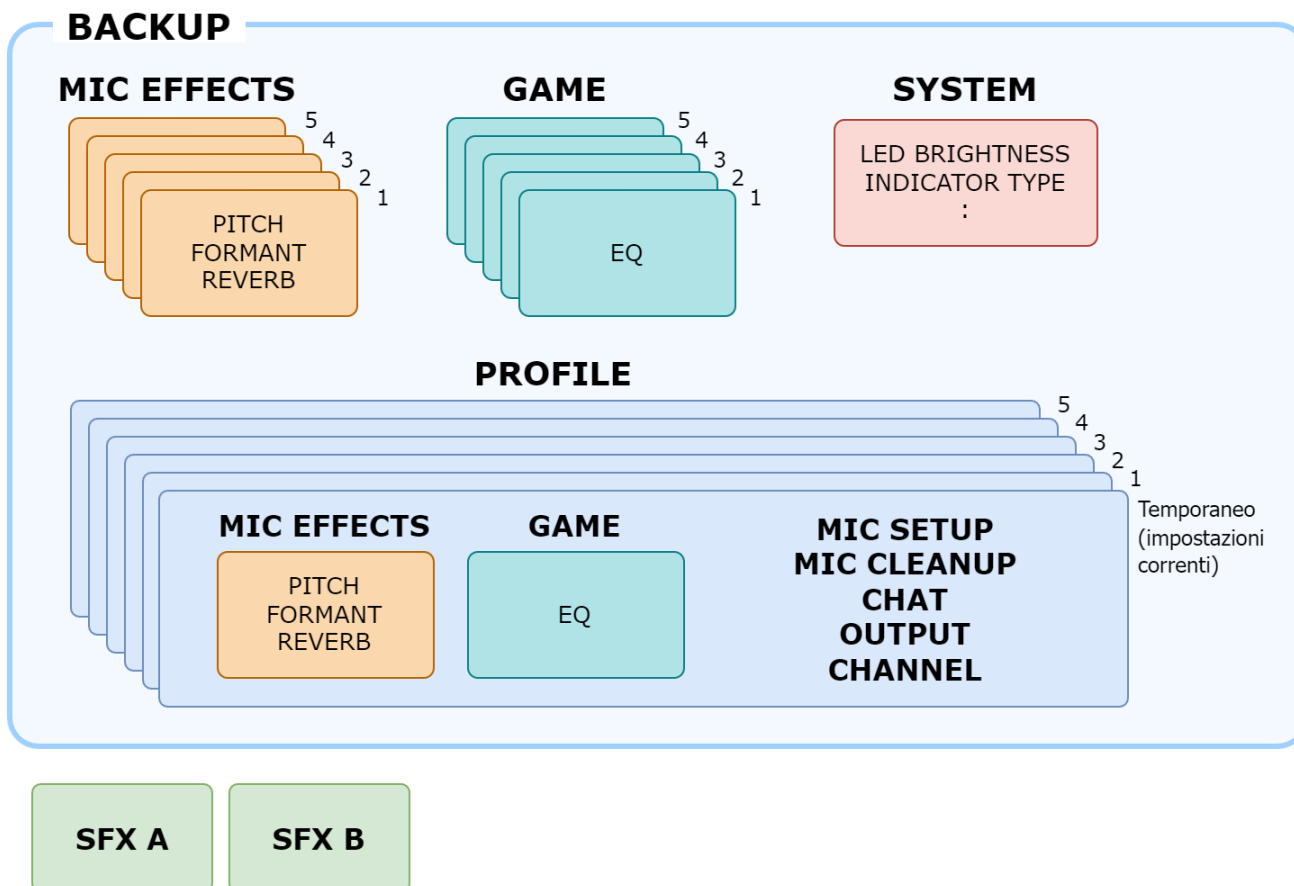 BACKUP
MIC EFFECTS
GAME
SYSTEM
5
4
3
2
1
PITCH
FORMANT
REVERB
5
4
3
2
1
EQ
LED BRIGHTNESS
INDICATOR TYPE
:
PROFILE
5
4
3
2
1
Temporaneo
(impostazioni
correnti)
MIC EFFECTS
PITCH
FORMANT
REVERB
GAME
EQ
MIC SETUP
MIC CLEANUP
CHAT
OUTPUT
CHANNEL
SFX A
SFX B